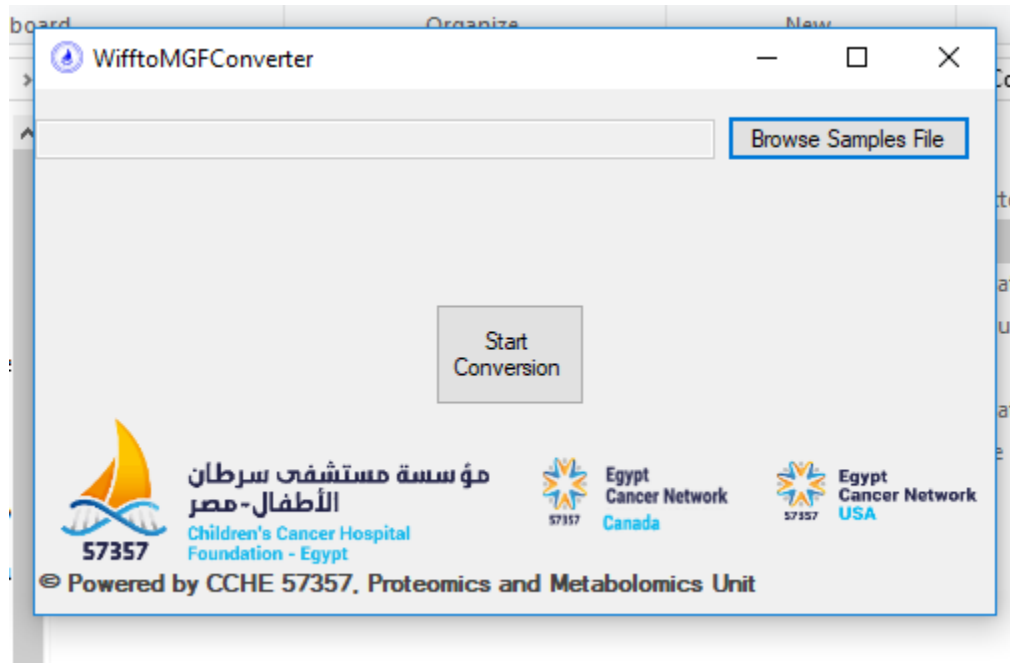 board
Organize
New
WifftoMGFConverter
Browse Samples File
Start
Conversion
مؤسسة مستشفى سرطان
الأطفال-مصر
Children's Cancer Hospital
Foundation - Egypt
57357
Egypt
Cancer Network
Canada
57357
Egypt
Cancer Network
USA
57357
© Powered by CCHE 57357, Proteomics and Metabolomics Unit